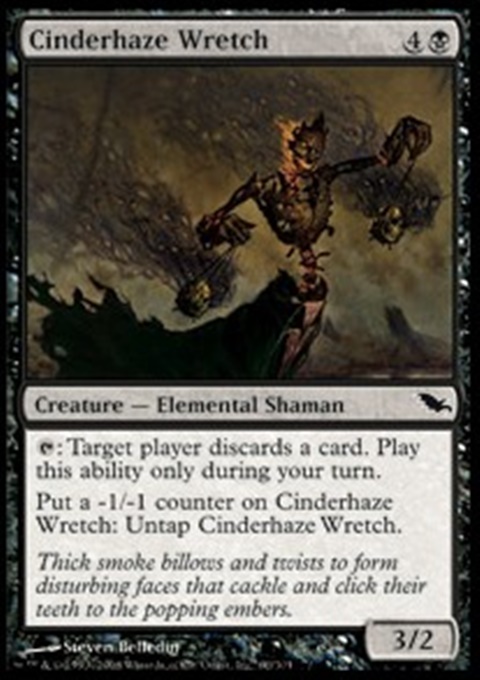 Cinderhaze Wretch 4
Creature — Elemental Shaman
: Target player discards a card. Play
this ability only during your turn.
Put a -1/-1 counter on Cinderhaze
Wretch: Untap Cinderhaze Wretch.
Thick smoke billows and twists to form
disturbing faces that cackle and click their
teeth to the popping embers.
Steven Belledin
3/2